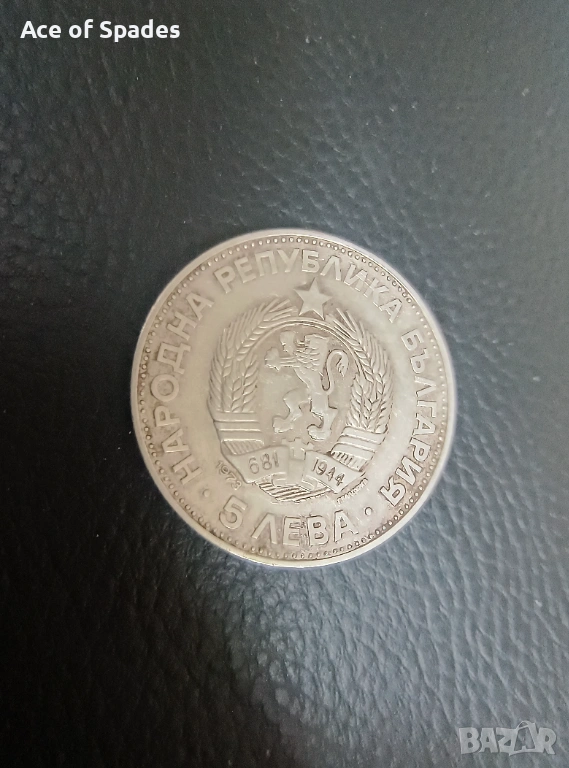 Ace of Spades
НАРОДНА РЕПУБЛИКА БЪЛГАРИЯ
681 1944
· 5 ЛЕВА ·
BAZAR